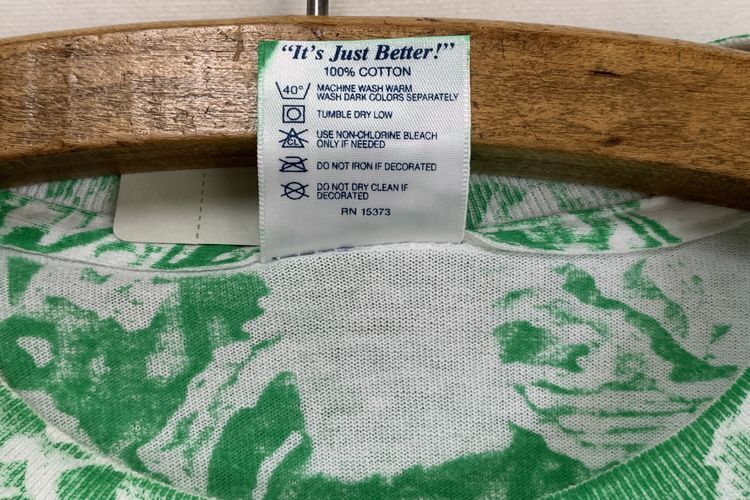 "It's Just Better!"
100% COTTON
40° MACHINE WASH WARM
WASH DARK COLORS SEPARATELY
TUMBLE DRY LOW
CL USE NON-CHLORINE BLEACH
ONLY IF NEEDED
DO NOT IRON IF DECORATED
DO NOT DRY CLEAN IF
DECORATED
RN 15373